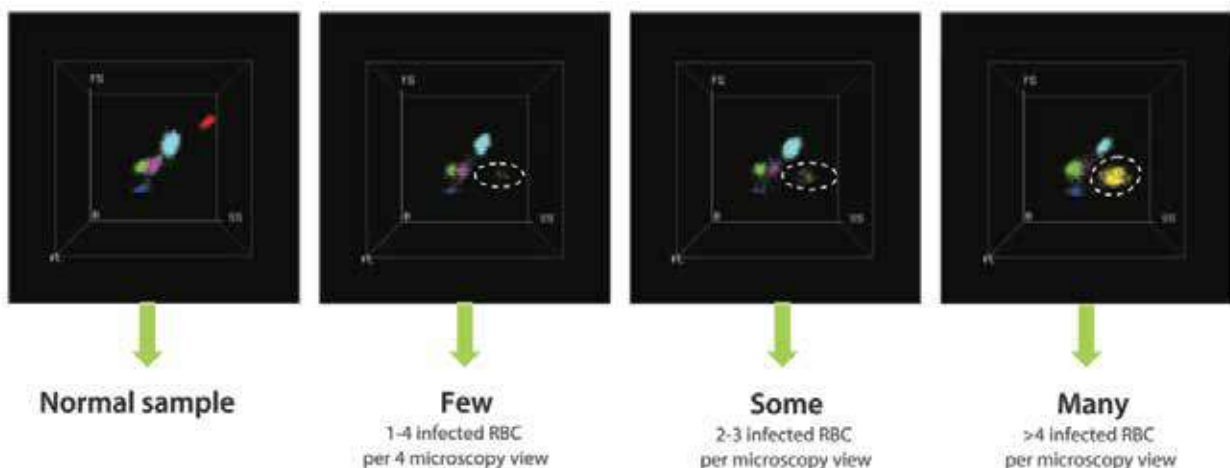 Normal sample
Few
1-4 infected RBC
per 4 microscopy view
Some
2-3 infected RBC
per microscopy view
Many
>4 infected RBC
per microscopy view